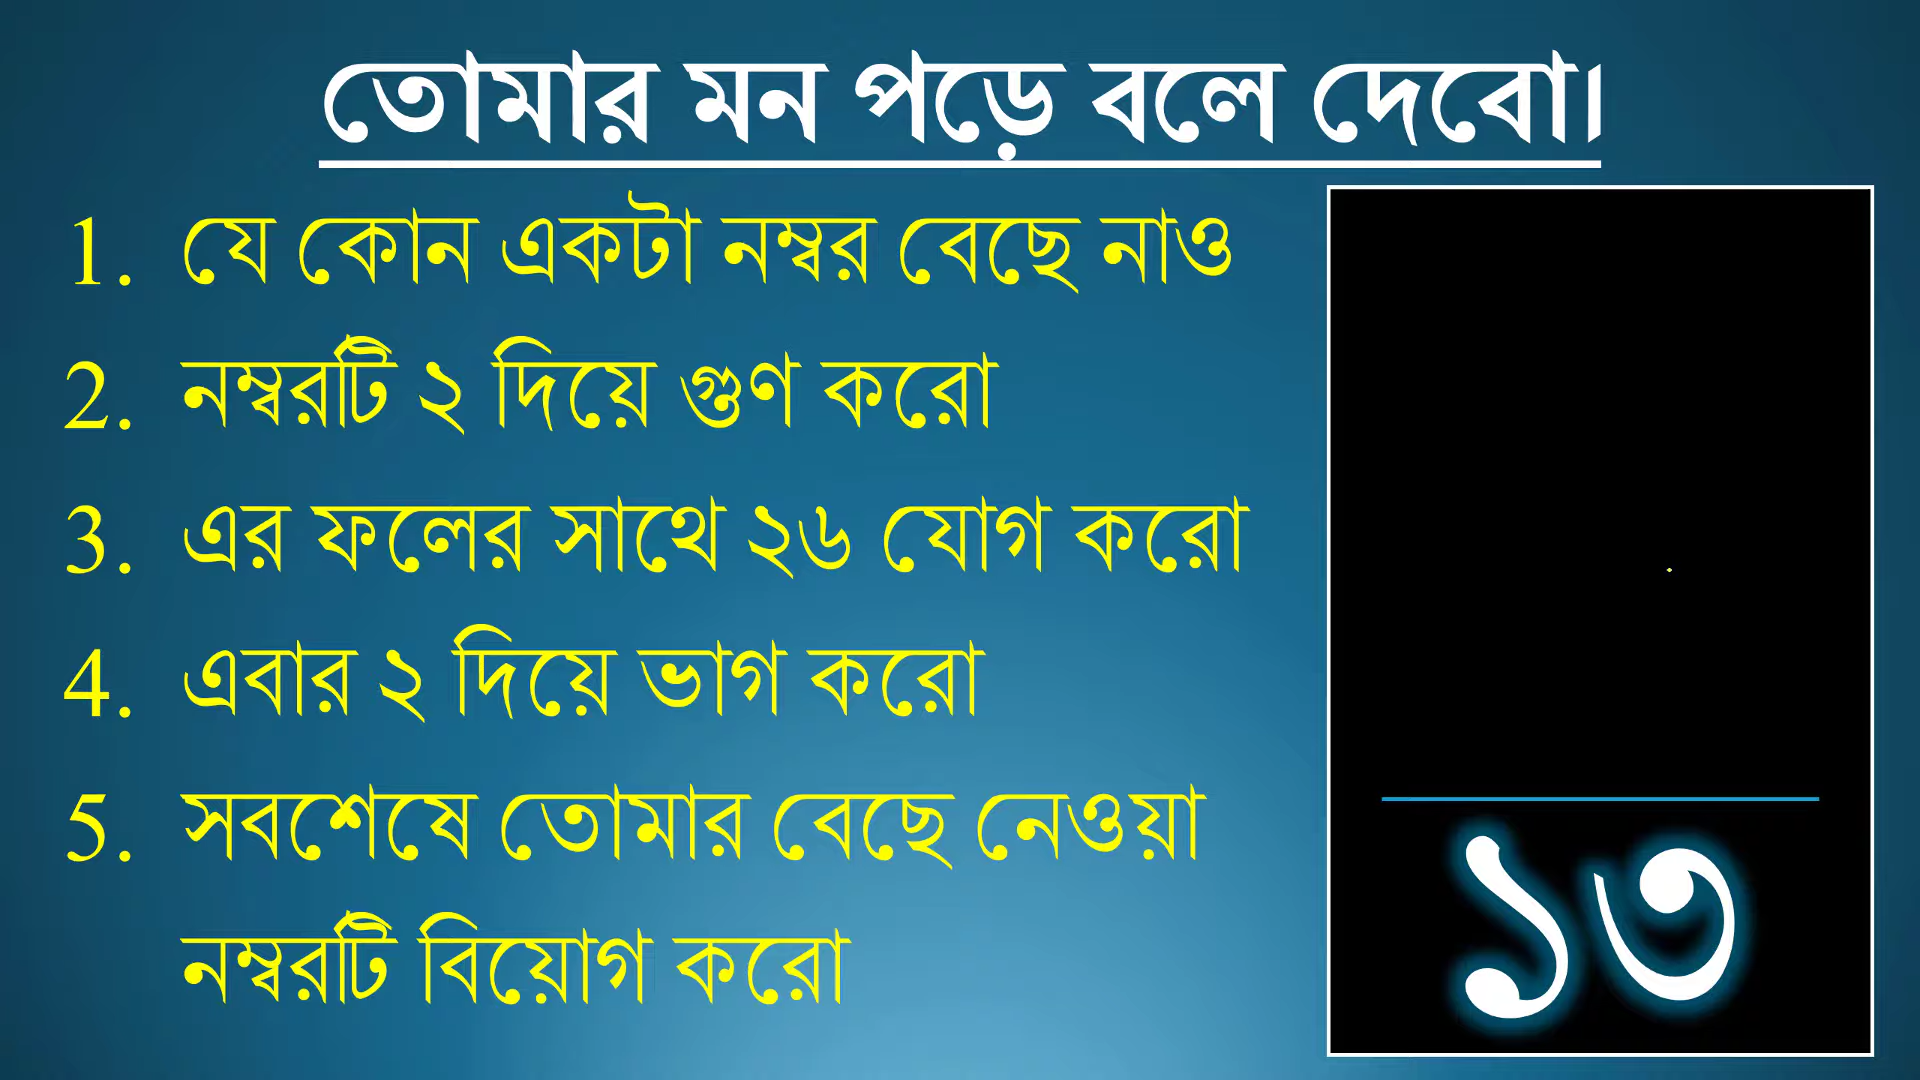 তোমার মন পড়ে বলে দেবো।
1. যে কোন একটা নম্বর বেছে নাও
2. নম্বরটি ২ দিয়ে গুণ করো
3. এর ফলের সাথে ২৬ যোগ করো
4. এবার ২ দিয়ে ভাগ করো
5. সবশেষে তোমার বেছে নেওয়া
নম্বরটি বিয়োগ করো
১৩